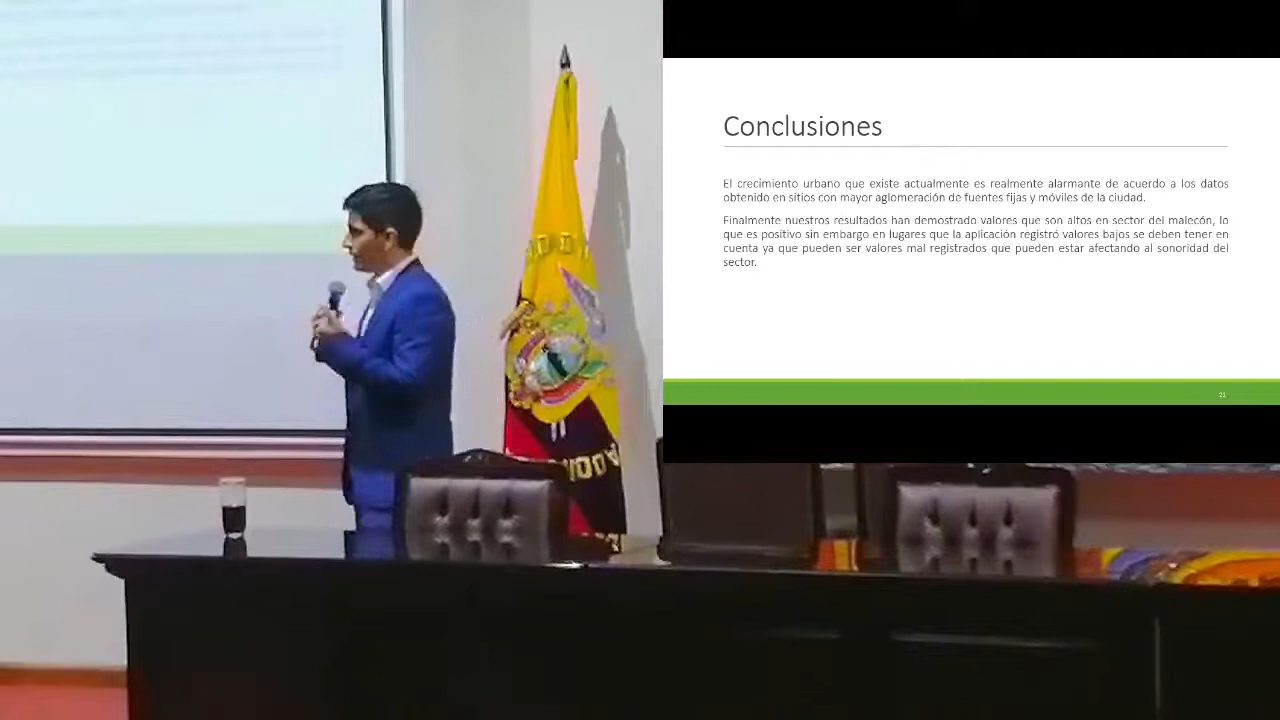 Conclusiones
El crecimiento urbano que existe actualmente es realmente alarmante de acuerdo a los datos
obtenido en sitios con mayor aglomeración de fuentes fijas y móviles de la ciudad.
Finalmente nuestros resultados han demostrado valores que son altos en sector del malecón, lo
que es positivo sin embargo en lugares que la aplicación registró valores bajos se deben tener en
cuenta ya que pueden ser valores mal registrados que pueden estar afectando al sonoridad del
sector.